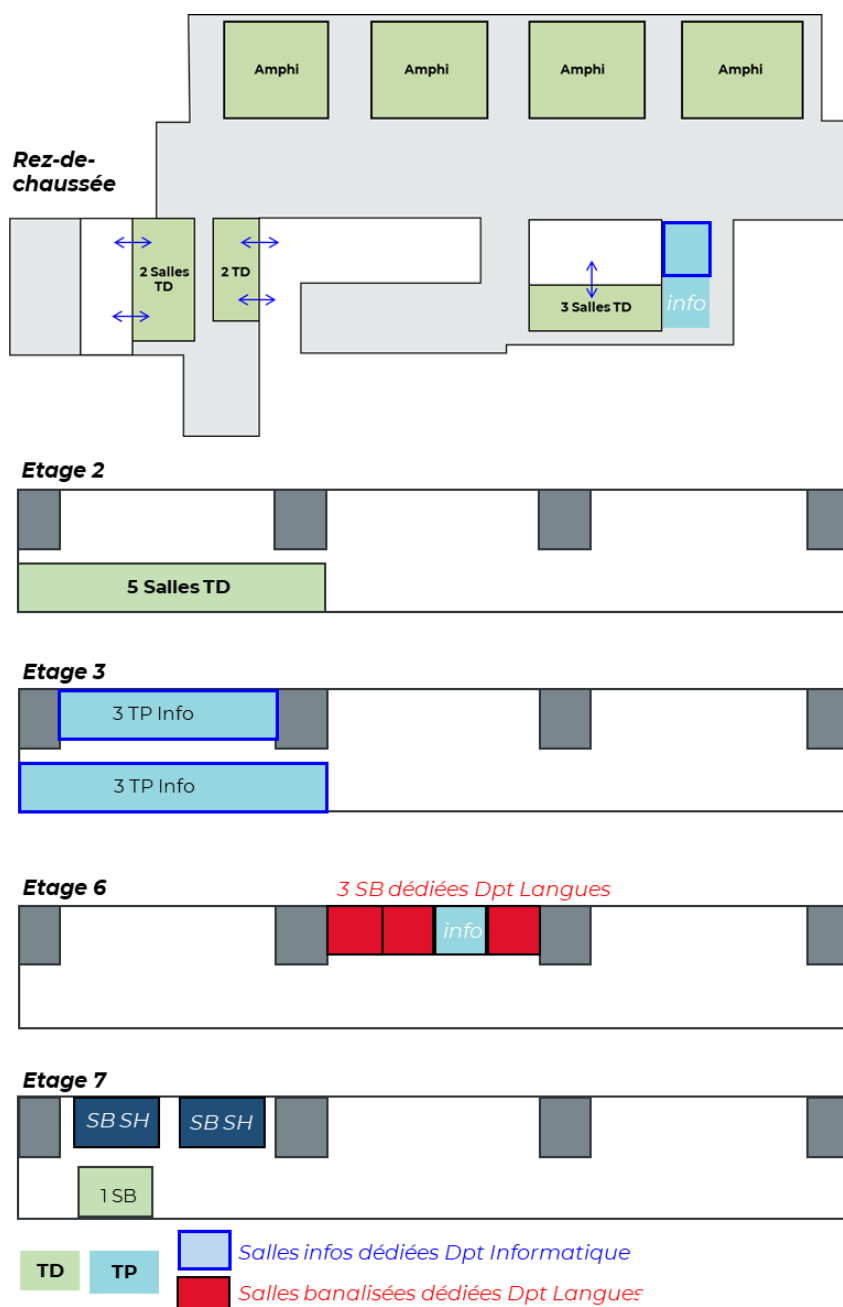 Amphi
Amphi
Amphi
Amphi
Rez-de-
chaussée
2 Salles
TD
2 TD
3 Salles TD
info
Etage 2
5 Salles TD
Etage 3
3 TP Info
3 TP Info
Etage 6
3 SB dédiées Dpt Langues
info
Etage 7
SB SH
SB SH
1 SB
TD
TP
Salles infos dédiées Dpt Informatique
Salles banalisées dédiées Dpt Langues